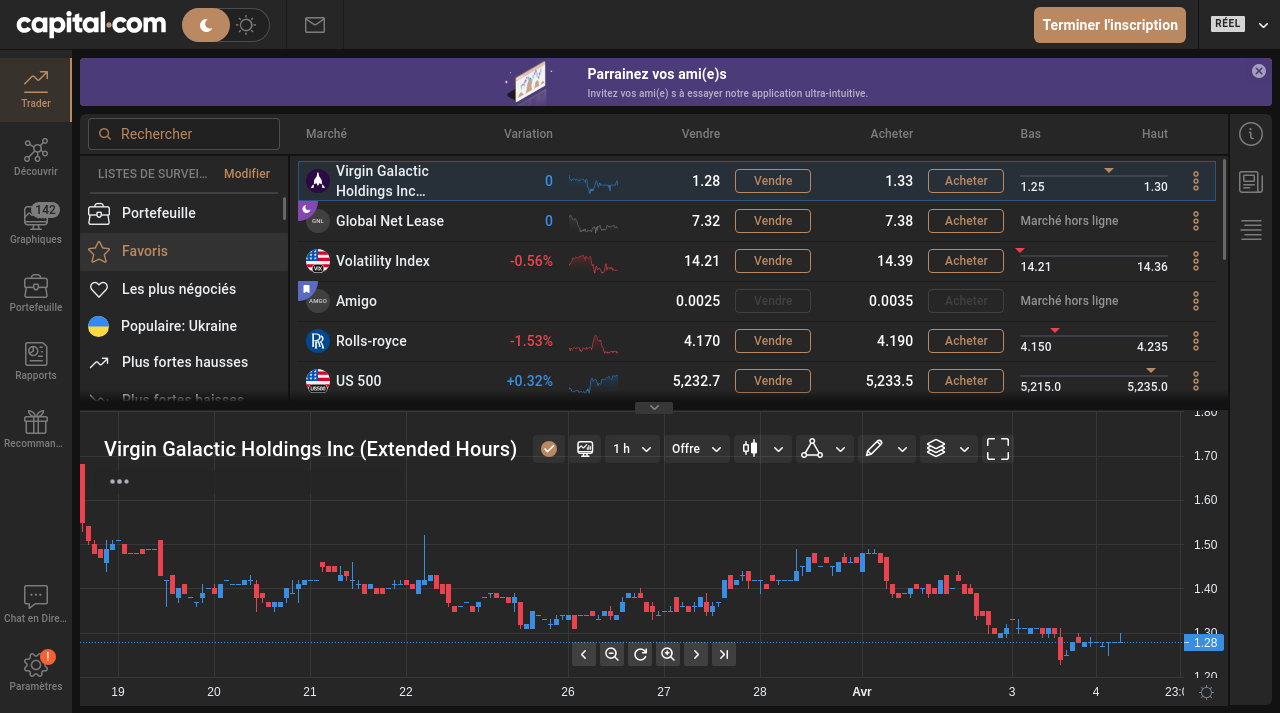 capital.com
Terminer l'inscription
RÉEL
Parrainez vos ami(e)s
Invitez vos ami(e) s à essayer notre application ultra-intuitive.
Trader
Découvrir
142
Graphiques
Portefeuille
Rapports
Recomman...
Chat en Dire...
!
Paramètres
Rechercher
LISTES DE SURVEI... Modifier
Portefeuille
Favoris
Les plus négociés
Populaire: Ukraine
Plus fortes hausses
Plus fortes baisses
Marché Variation Vendre Acheter Bas Haut
Virgin Galactic
Holdings Inc... 0 1.28 Vendre 1.33 Acheter 1.25 1.30
GNL Global Net Lease 0 7.32 Vendre 7.38 Acheter Marché hors ligne
VIX Volatility Index -0.56% 14.21 Vendre 14.39 Acheter 14.21 14.36
AMGO Amigo 0.0025 Vendre 0.0035 Acheter Marché hors ligne
Rolls-royce -1.53% 4.170 Vendre 4.190 Acheter 4.150 4.235
US500 US 500 +0.32% 5,232.7 Vendre 5,233.5 Acheter 5,215.0 5,235.0
Virgin Galactic Holdings Inc (Extended Hours) 1 h Offre
1.80
1.70
1.60
1.50
1.40
1.30
1.28
1.20
19 20 21 22 26 27 28 Avr 3 4 23:0